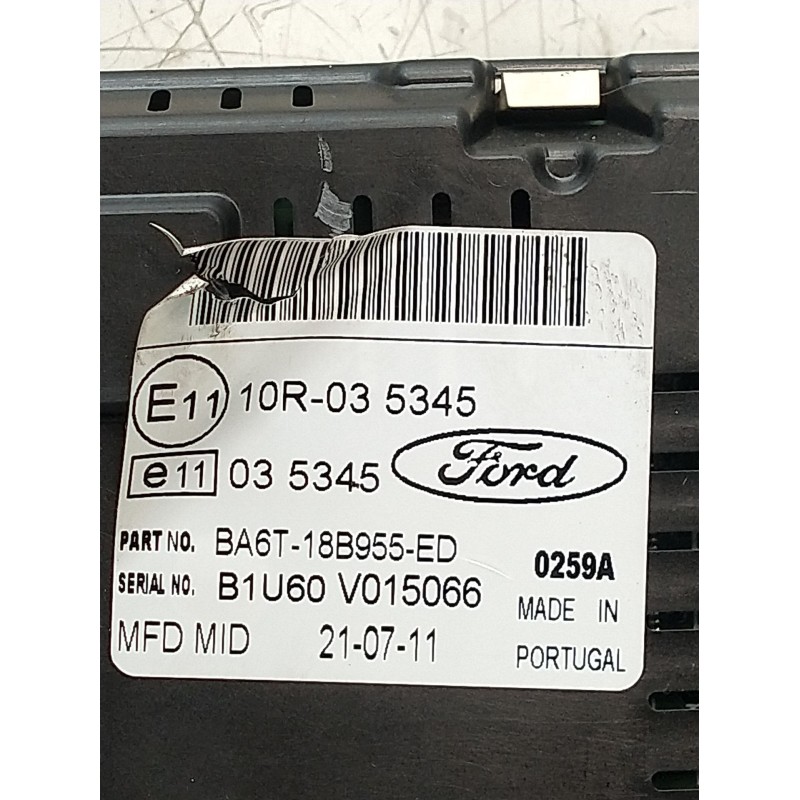 E11 10R-03 5345
e11 03 5345 Ford
PART NO. BA6T-18B955-ED 0259A
SERIAL NO. B1U60 V015066 MADE IN
MFD MID 21-07-11 PORTUGAL